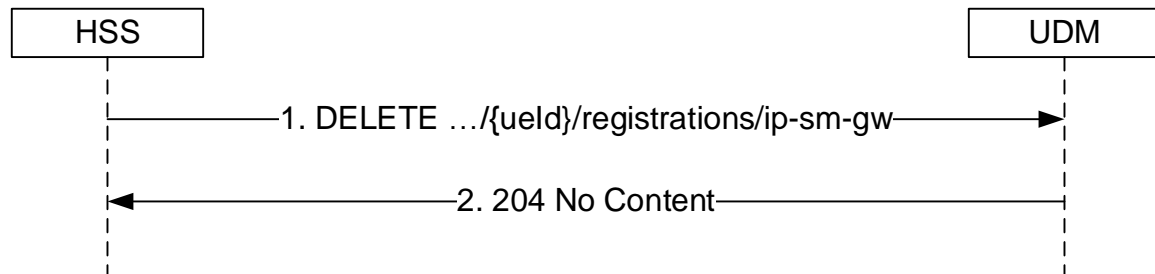 HSS
UDM
1. DELETE …/{ueId}/registrations/ip-sm-gw
2. 204 No Content